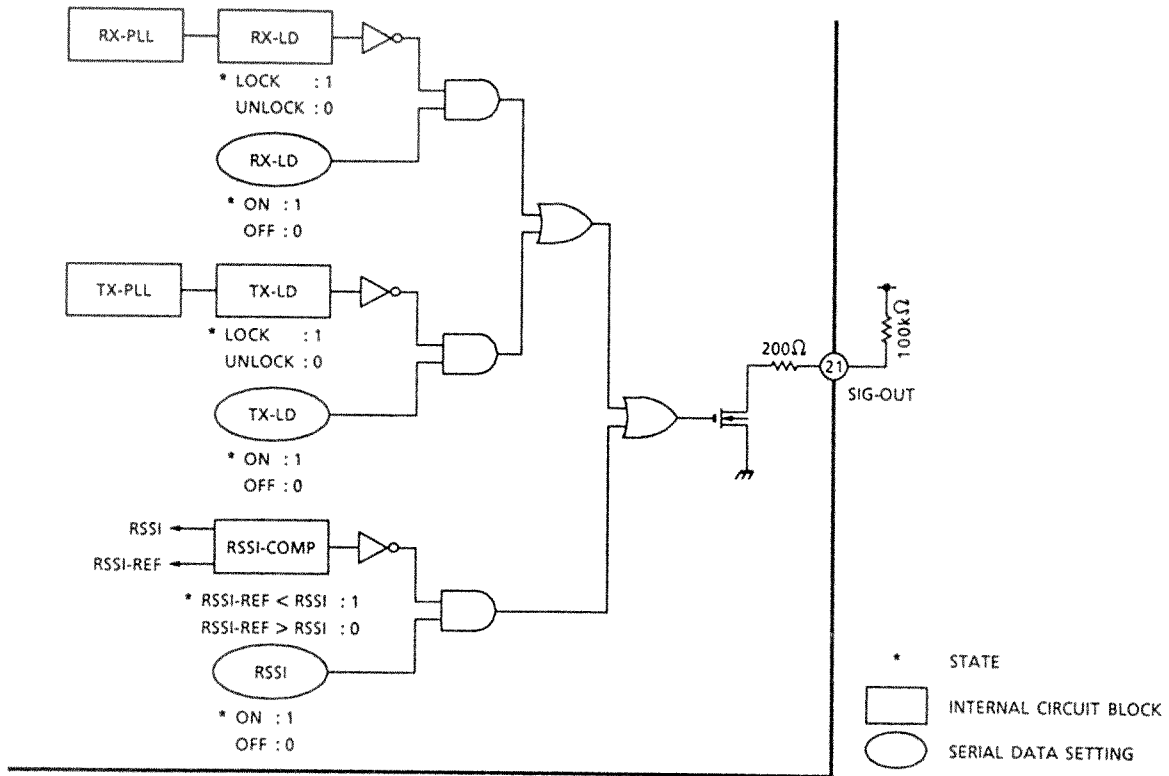 RX-PLL
RX-LD
* LOCK : 1
UNLOCK : 0
RX-LD
* ON : 1
OFF : 0
TX-PLL
TX-LD
* LOCK : 1
UNLOCK : 0
TX-LD
* ON : 1
OFF : 0
200Ω
21
100kΩ
SIG-OUT
RSSI
RSSI-REF
RSSI-COMP
* RSSI-REF < RSSI : 1
RSSI-REF > RSSI : 0
RSSI
* ON : 1
OFF : 0
* STATE
INTERNAL CIRCUIT BLOCK
SERIAL DATA SETTING